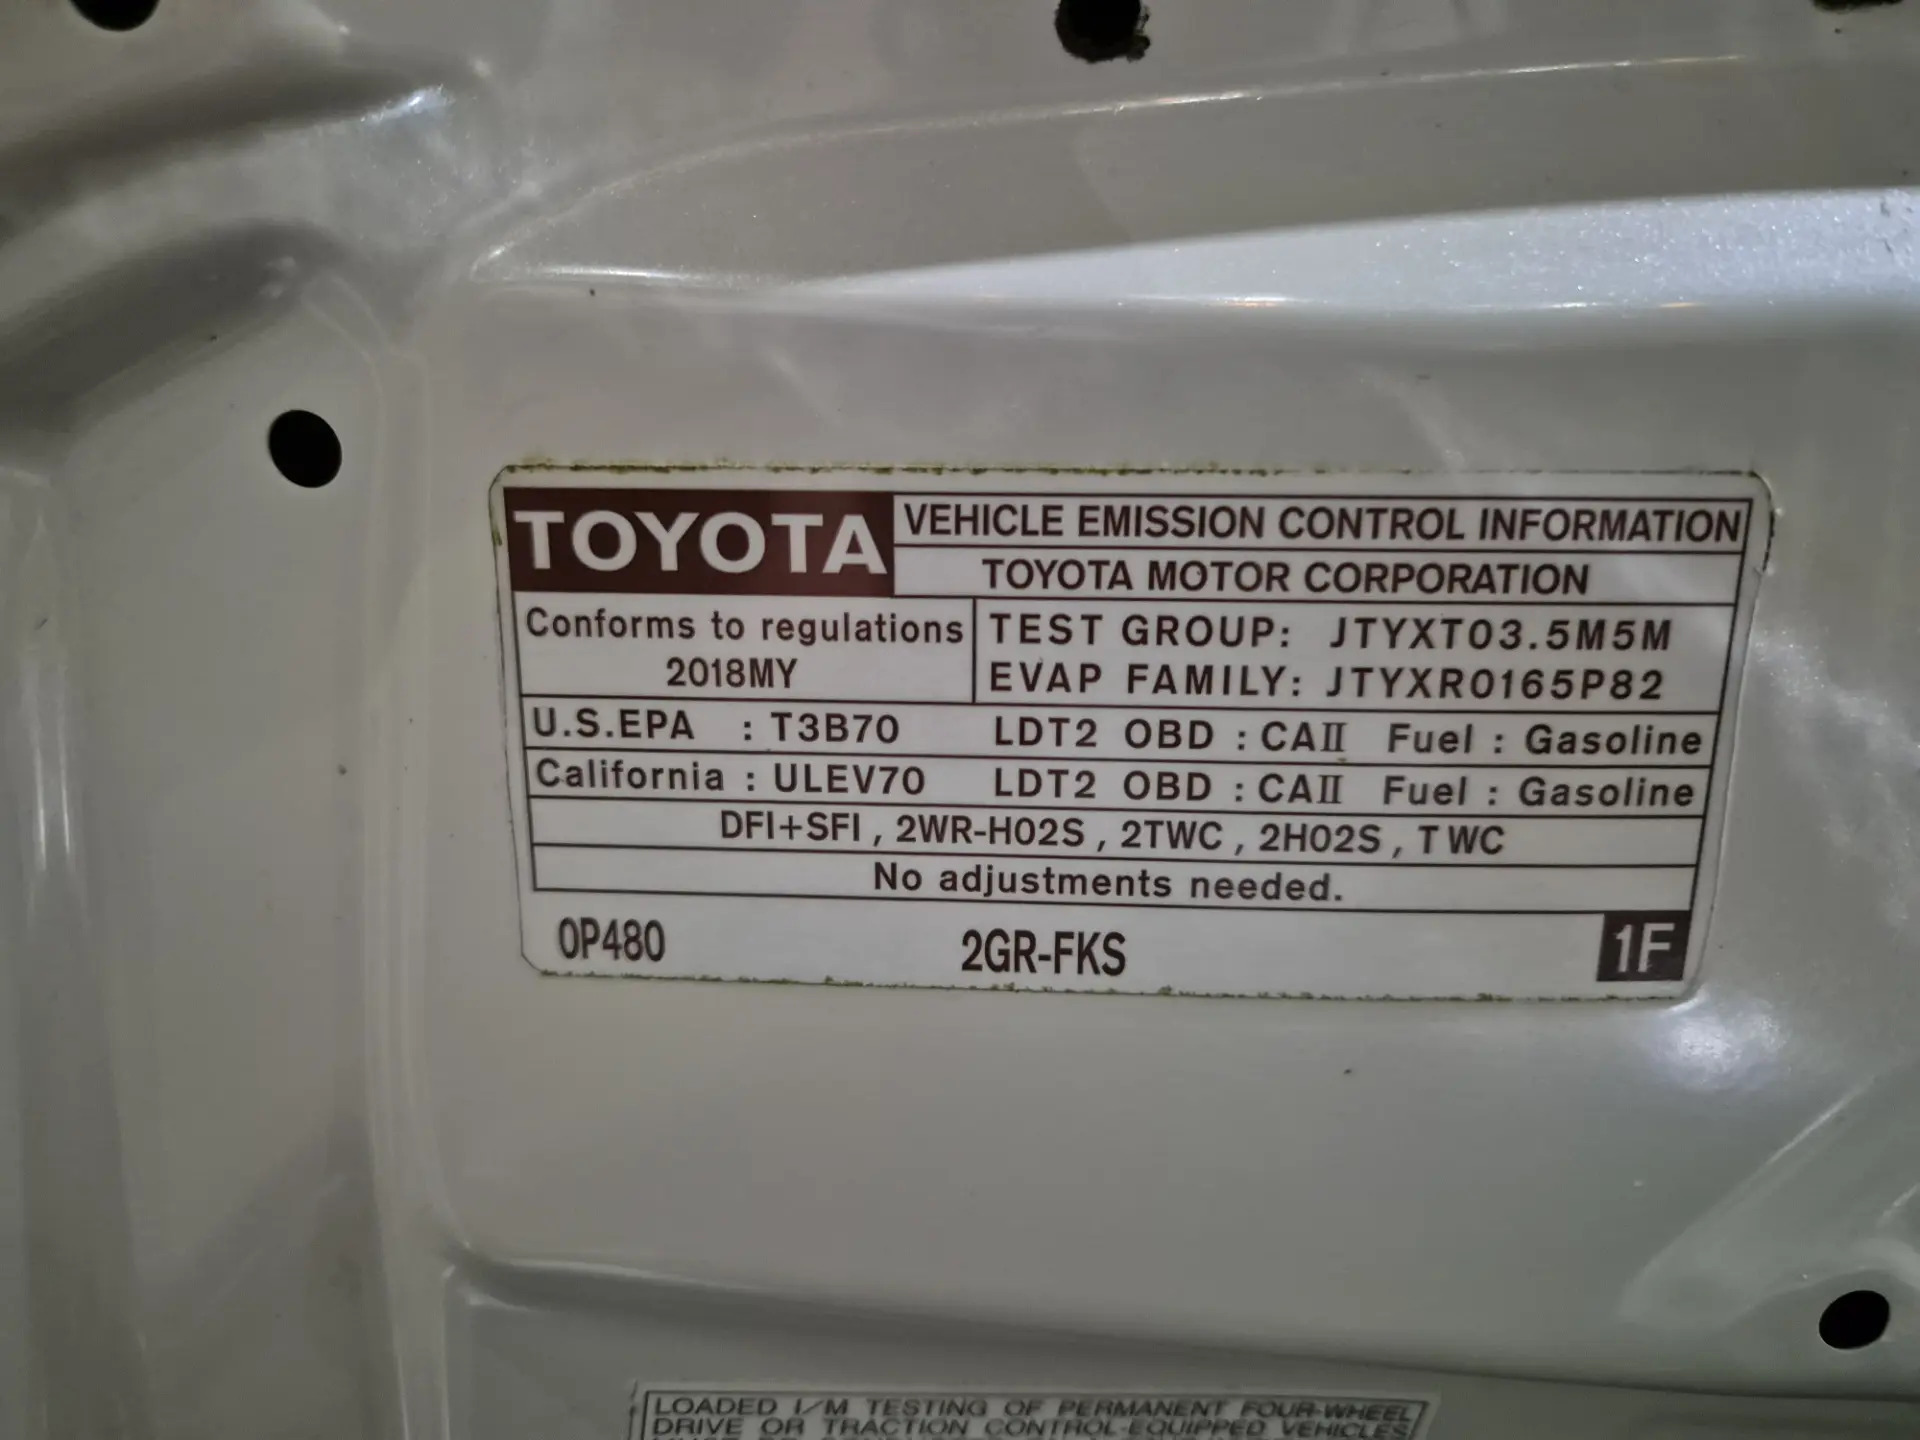 TOYOTA
VEHICLE EMISSION CONTROL INFORMATION
TOYOTA MOTOR CORPORATION
Conforms to regulations
2018MY
TEST GROUP: JTYXT03.5M5M
EVAP FAMILY: JTYXR0165P82
U.S.EPA : T3B70 LDT2 OBD : CAⅡ Fuel : Gasoline
California : ULEV70 LDT2 OBD : CAⅡ Fuel : Gasoline
DFI+SFI , 2WR-HO2S , 2TWC , 2HO2S , TWC
No adjustments needed.
0P480 2GR-FKS 1F
LOADED I/M TESTING OF PERMANENT FOUR-WHEEL
DRIVE OR TRACTION CONTROL-EQUIPPED VEHICLES